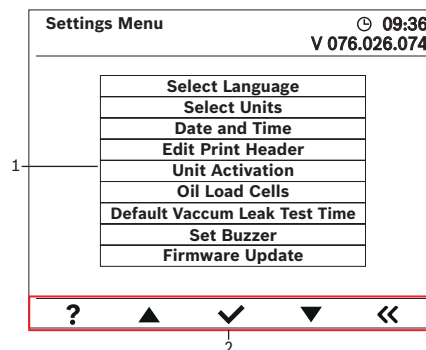 Settings Menu
09:36
V 076.026.074
Select Language
Select Units
Date and Time
Edit Print Header
1
Unit Activation
Oil Load Cells
Default Vaccum Leak Test Time
Set Buzzer
Firmware Update
?
2